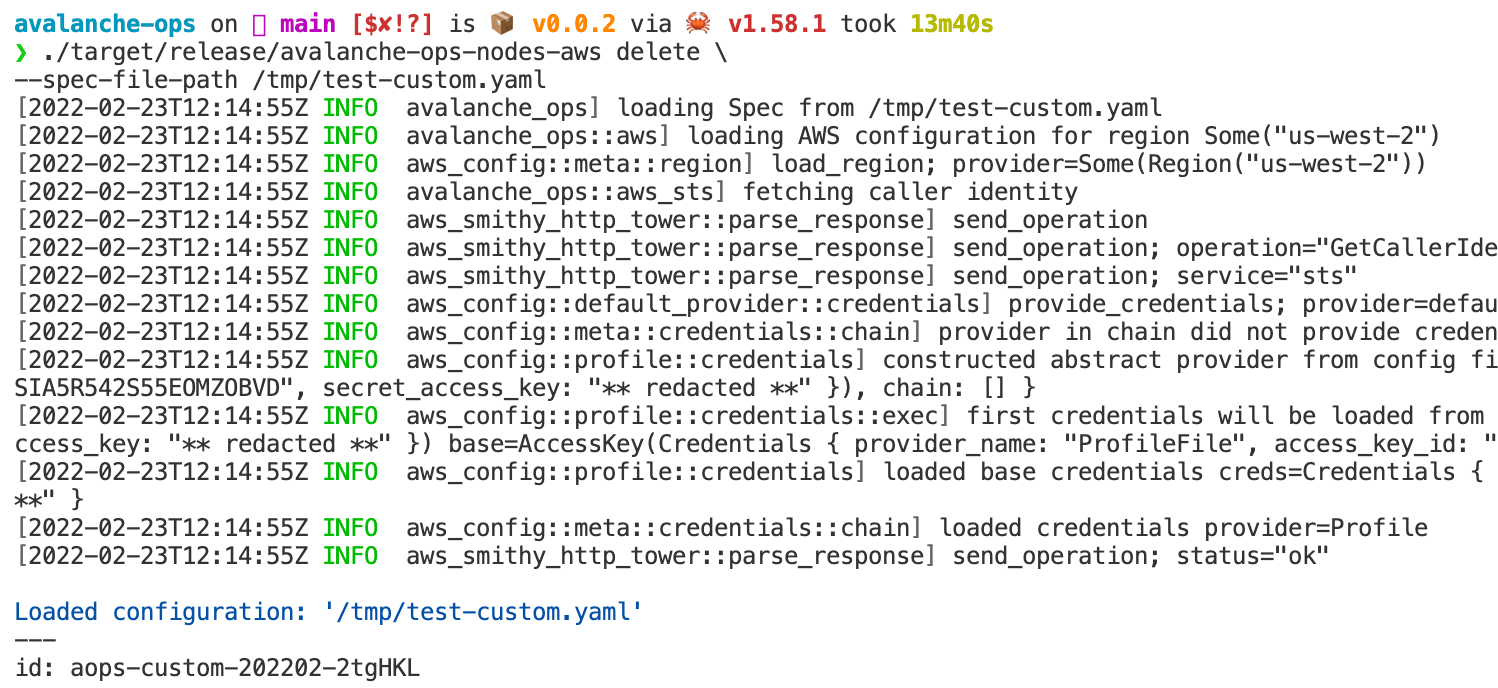 avalanche-ops on main [$✘!?] is 📦 v0.0.2 via 🦀 v1.58.1 took 13m40s
❯ ./target/release/avalanche-ops-nodes-aws delete \
--spec-file-path /tmp/test-custom.yaml
[2022-02-23T12:14:55Z INFO  avalanche_ops] loading Spec from /tmp/test-custom.yaml
[2022-02-23T12:14:55Z INFO  avalanche_ops::aws] loading AWS configuration for region Some("us-west-2")
[2022-02-23T12:14:55Z INFO  aws_config::meta::region] load_region; provider=Some(Region("us-west-2"))
[2022-02-23T12:14:55Z INFO  avalanche_ops::aws_sts] fetching caller identity
[2022-02-23T12:14:55Z INFO  aws_smithy_http_tower::parse_response] send_operation
[2022-02-23T12:14:55Z INFO  aws_smithy_http_tower::parse_response] send_operation; operation="GetCallerIde
[2022-02-23T12:14:55Z INFO  aws_smithy_http_tower::parse_response] send_operation; service="sts"
[2022-02-23T12:14:55Z INFO  aws_config::default_provider::credentials] provide_credentials; provider=defau
[2022-02-23T12:14:55Z INFO  aws_config::meta::credentials::chain] provider in chain did not provide creden
[2022-02-23T12:14:55Z INFO  aws_config::profile::credentials] constructed abstract provider from config fi
SIA5R542S55EOMZOBVD", secret_access_key: "** redacted **" }), chain: [] }
[2022-02-23T12:14:55Z INFO  aws_config::profile::credentials::exec] first credentials will be loaded from
ccess_key: "** redacted **" }) base=AccessKey(Credentials { provider_name: "ProfileFile", access_key_id: "
[2022-02-23T12:14:55Z INFO  aws_config::profile::credentials] loaded base credentials creds=Credentials {
**" }
[2022-02-23T12:14:55Z INFO  aws_config::meta::credentials::chain] loaded credentials provider=Profile
[2022-02-23T12:14:55Z INFO  aws_smithy_http_tower::parse_response] send_operation; status="ok"
Loaded configuration: '/tmp/test-custom.yaml'
---
id: aops-custom-202202-2tgHKL